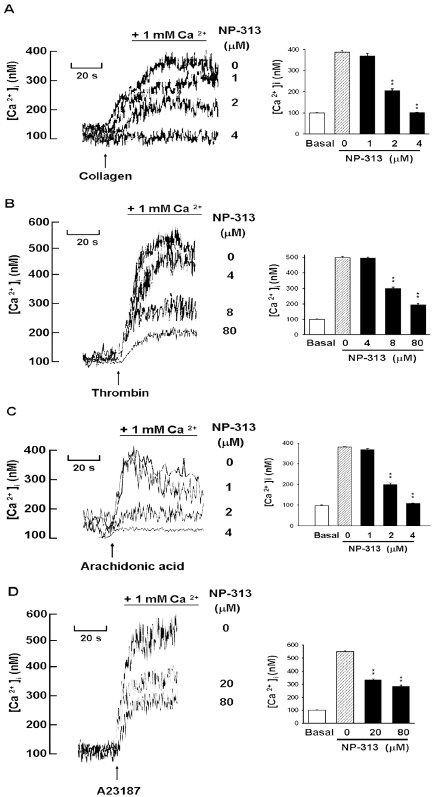 A
+ 1 mM Ca 2+
NP-313
(μM)
[Ca 2+]i (nM)
400
300
200
100
20 s
0
1
2
4
Collagen
[Ca 2+]i (nM)
400
300
200
100
0
Basal 0 1 2 4
**
**
NP-313 (μM)
B
+ 1 mM Ca 2+
NP-313
(μM)
[Ca 2+]i (nM)
600
500
400
300
200
100
20 s
0
4
8
80
Thrombin
[Ca 2+]i (nM)
500
400
300
200
100
0
Basal 0 4 8 80
**
**
NP-313 (μM)
C
+ 1 mM Ca 2+
NP-313
(μM)
[Ca 2+]i (nM)
400
300
200
100
20 s
0
1
2
4
Arachidonic acid
[Ca 2+]i (nM)
400
300
200
100
0
Basal 0 1 2 4
**
**
NP-313 (μM)
D
+ 1 mM Ca 2+
NP-313
(μM)
[Ca 2+]i (nM)
600
500
400
300
200
100
20 s
0
20
80
A23187
[Ca 2+]i (nM)
600
500
400
300
200
100
0
Basal 0 20 80
**
**
NP-313 (μM)